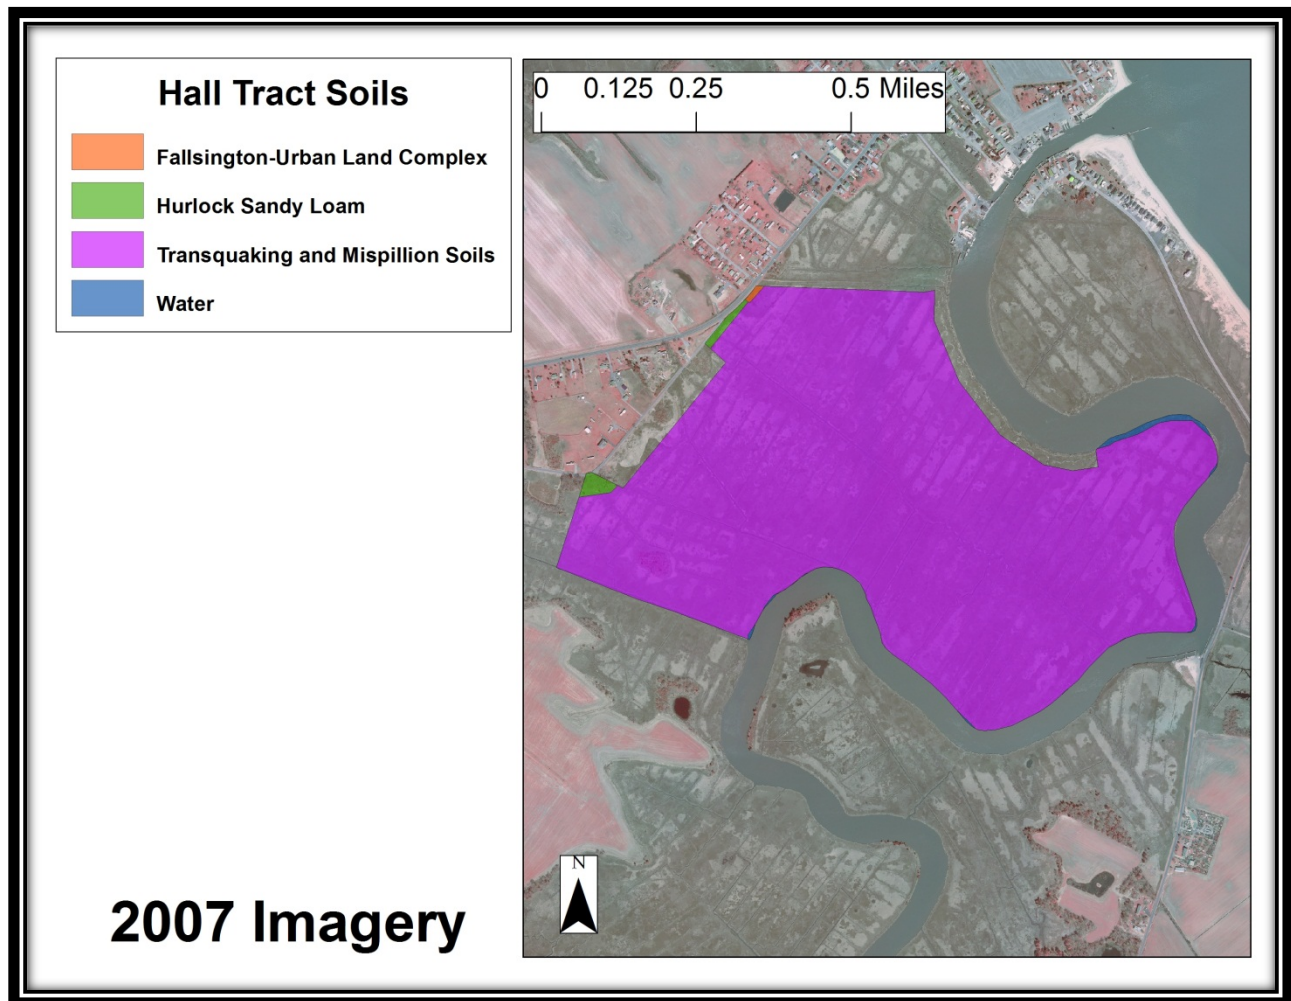 Hall Tract Soils
Fallsington-Urban Land Complex
Hurlock Sandy Loam
Transquaking and Mispillion Soils
Water
0 0.125 0.25 0.5 Miles
N
2007 Imagery